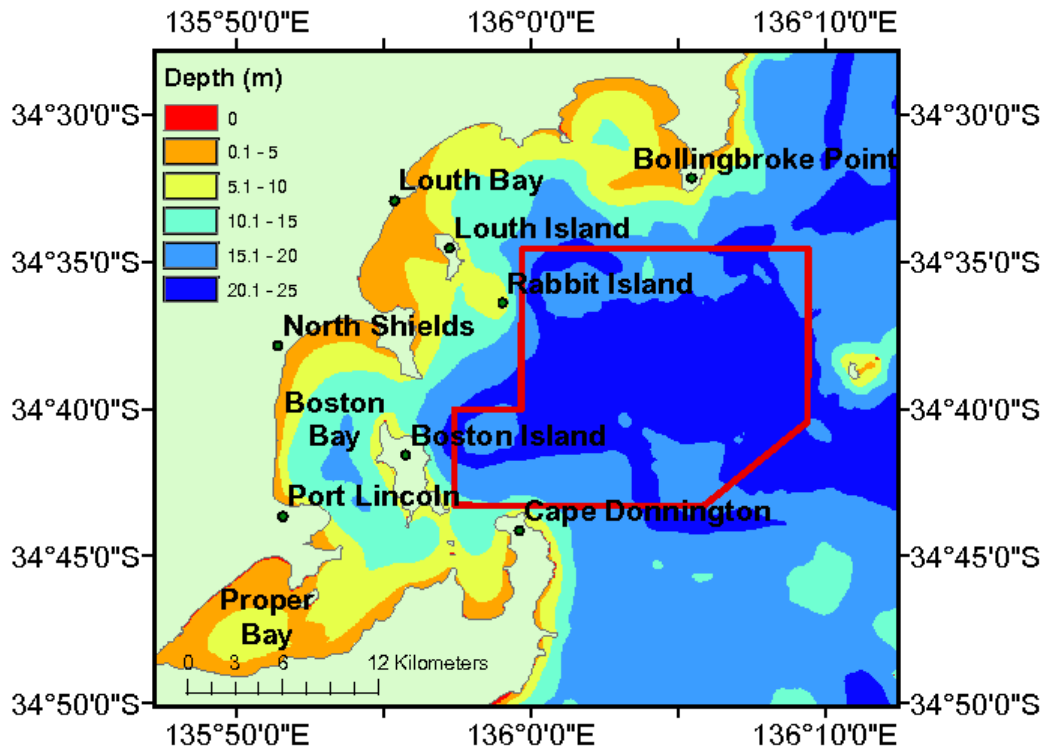 135°50'0"E 136°0'0"E 136°10'0"E
Depth (m)
0
0.1 - 5
5.1 - 10
10.1 - 15
15.1 - 20
20.1 - 25
34°30'0"S 34°30'0"S
Bollingbroke Point
Louth Bay
Louth Island
34°35'0"S 34°35'0"S
Rabbit Island
North Shields
34°40'0"S 34°40'0"S
Boston
Bay
Boston Island
Port Lincoln
Cape Donnington
34°45'0"S 34°45'0"S
Proper
Bay
0 3 6 12 Kilometers
34°50'0"S 34°50'0"S
135°50'0"E 136°0'0"E 136°10'0"E